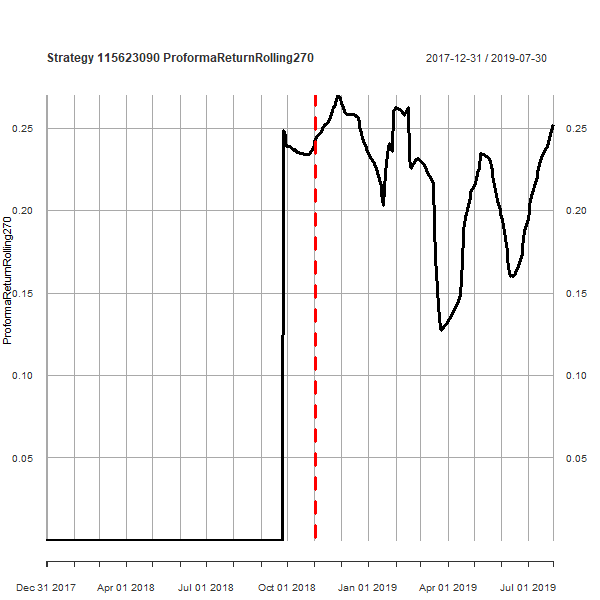 Strategy 115623090 ProformaReturnRolling270
2017-12-31 / 2019-07-30
ProformaReturnRolling270
0.25
0.20
0.15
0.10
0.05
0.25
0.20
0.15
0.10
0.05
Dec 31 2017
Apr 01 2018
Jul 01 2018
Oct 01 2018
Jan 01 2019
Apr 01 2019
Jul 01 2019